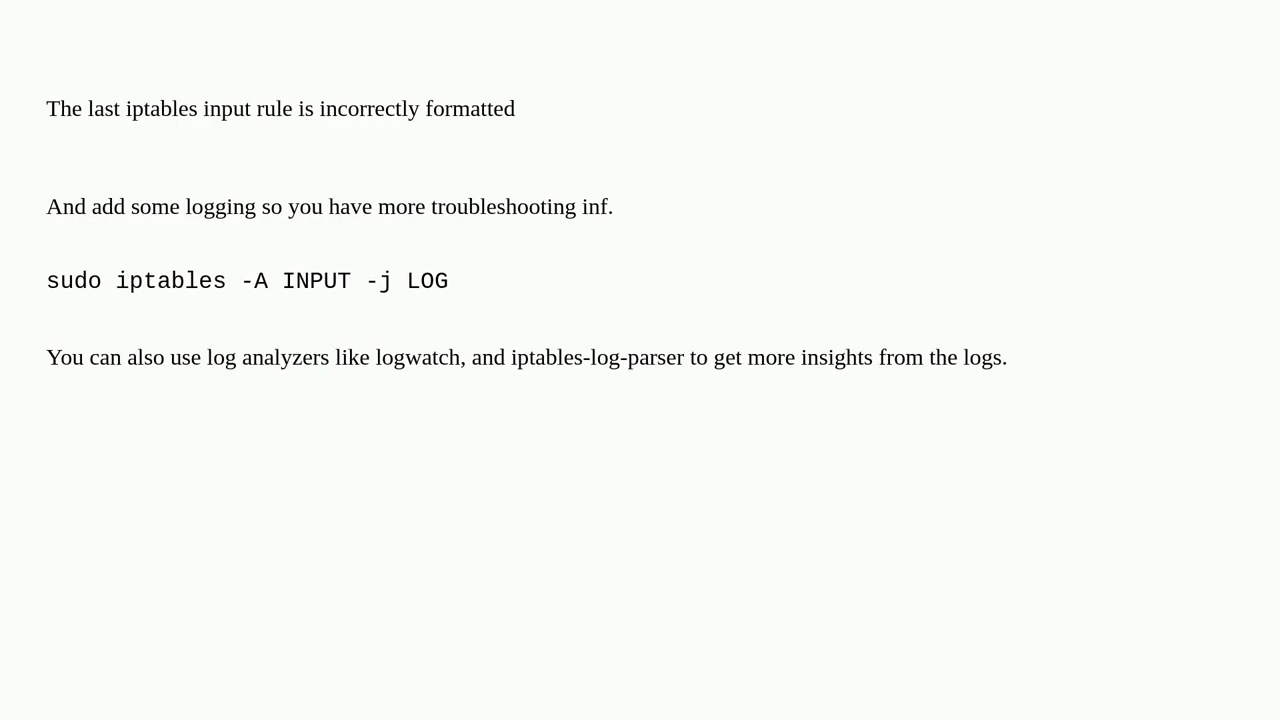 The last iptables input rule is incorrectly formatted
And add some logging so you have more troubleshooting inf.
sudo iptables -A INPUT -j LOG
You can also use log analyzers like logwatch, and iptables-log-parser to get more insights from the logs.